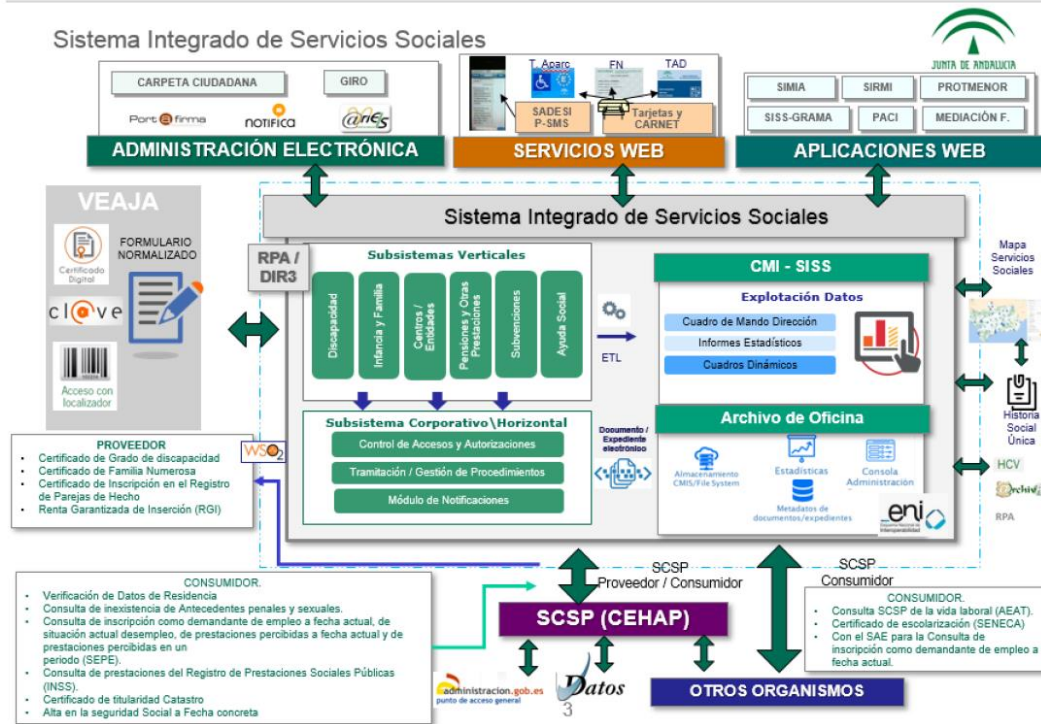 Sistema Integrado de Servicios Sociales
JUNTA DE ANDALUCIA
CARPETA CIUDADANA
GIRO
Port@firma
notifica
@ries
ADMINISTRACIÓN ELECTRÓNICA
T. Aparc
FN
TAD
SADESI
P-SMS
Tarjetas y
CARNET
SERVICIOS WEB
SIMIA
SIRMI
PROTMENOR
SISS-GRAMA
PACI
MEDIACIÓN F.
APLICACIONES WEB
VEAJA
Certificado
Digital
cl@ve
Acceso con
localizador
FORMULARIO
NORMALIZADO
Sistema Integrado de Servicios Sociales
RPA /
DIR3
Subsistemas Verticales
Discapacidad
Infancia y Familia
Centros /
Entidades
Pensiones y Otras
Prestaciones
Subvenciones
Ayuda Social
ETL
CMI - SISS
Explotación Datos
Cuadro de Mando Dirección
Informes Estadísticos
Cuadros Dinámicos
Subsistema Corporativo\Horizontal
Control de Accesos y Autorizaciones
Tramitación / Gestión de Procedimientos
Módulo de Notificaciones
Documento /
Expediente
electrónico
Archivo de Oficina
Almacenamiento
CMIS/File System
Estadísticas
Metadatos de
documentos/expedientes
Consola
Administración
eni
Esquema Nacional de
Interoperabilidad
Mapa
Servicios
Sociales
Historia
Social
Única
HCV
@rchiv
RPA
PROVEEDOR
• Certificado de Grado de discapacidad
• Certificado de Familia Numerosa
• Certificado de Inscripción en el Registro
de Parejas de Hecho
• Renta Garantizada de Inserción (RGI)
WSO2
CONSUMIDOR.
• Verificación de Datos de Residencia
• Consulta de inexistencia de Antecedentes penales y sexuales.
• Consulta de inscripción como demandante de empleo a fecha actual, de
situación actual desempleo, de prestaciones percibidas a fecha actual y de
prestaciones percibidas en un
periodo (SEPE).
• Consulta de prestaciones del Registro de Prestaciones Sociales Públicas
(INSS).
• Certificado de titularidad Catastro
• Alta en la seguridad Social a Fecha concreta
SCSP
Proveedor / Consumidor
SCSP (CEHAP)
administracion.gob.es
punto de acceso general
Datos
3
SCSP
Consumidor
OTROS ORGANISMOS
CONSUMIDOR.
• Consulta SCSP de la vida laboral (AEAT).
• Certificado de escolarización (SENECA)
• Con el SAE para la Consulta de
inscripción como demandante de empleo a
fecha actual.